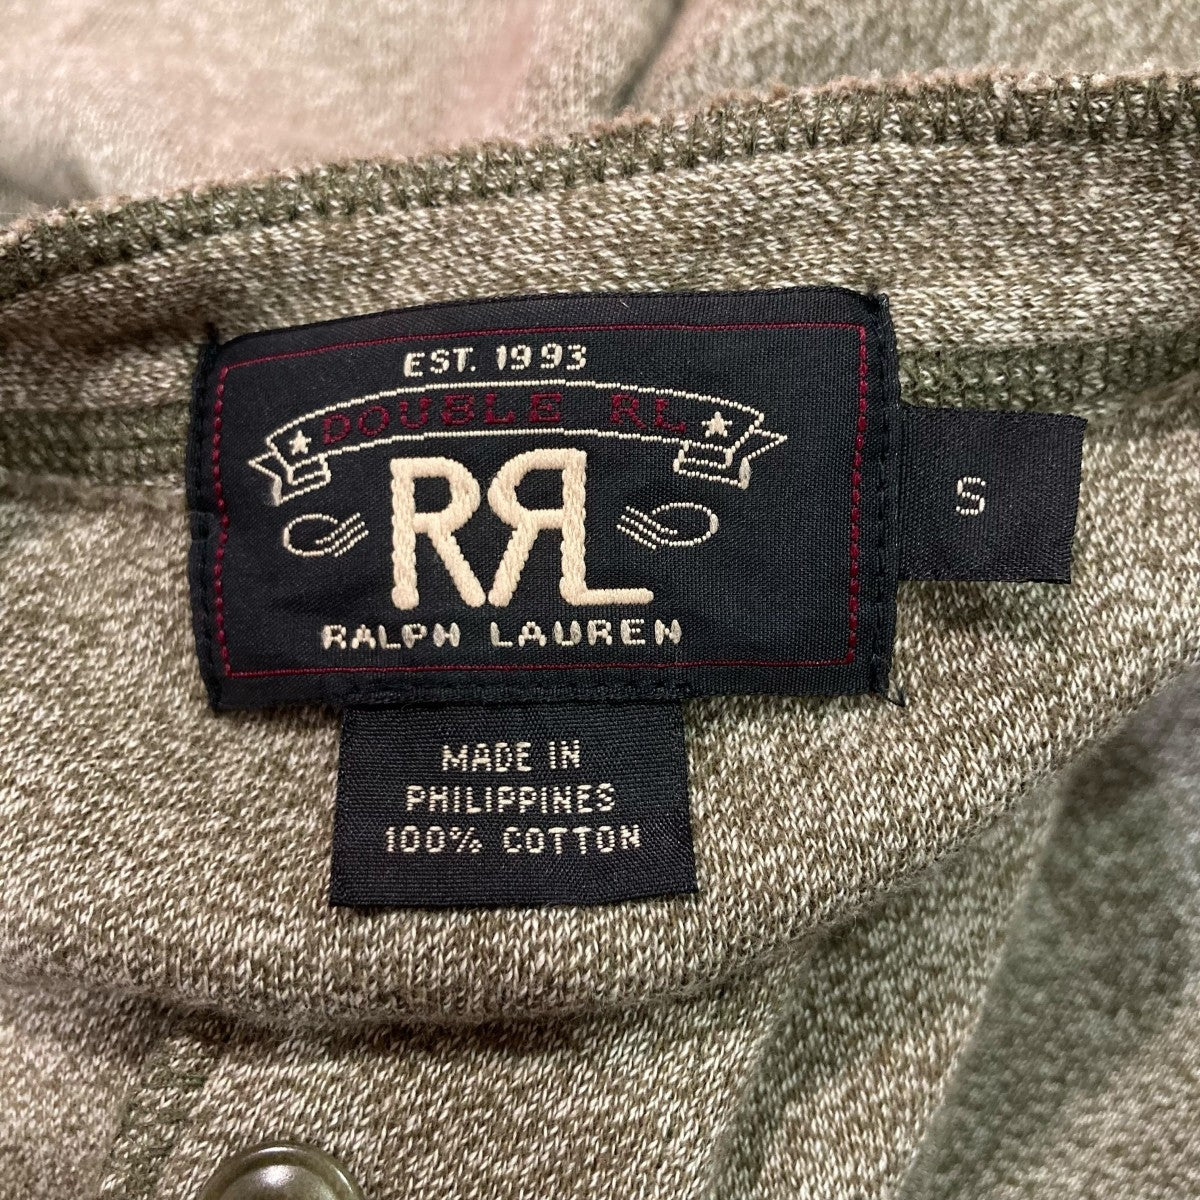 EST. 1993
DOUBLE RL
RRL
RALPH LAUREN
S
MADE IN
PHILIPPINES
100% COTTON